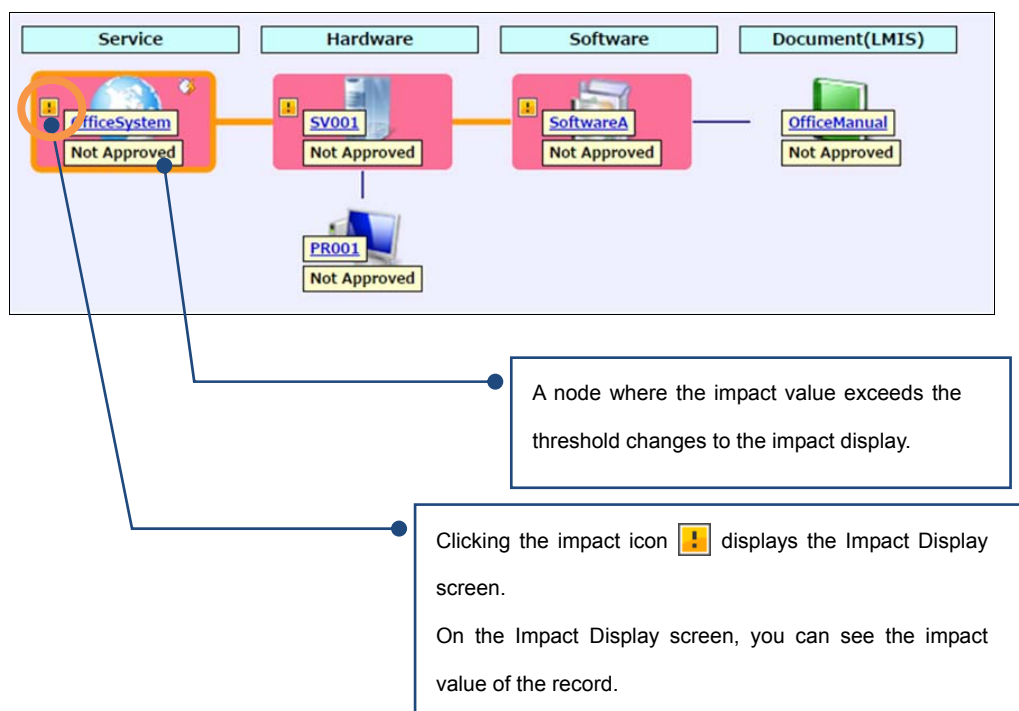 Service Hardware Software Document(LMIS)
OfficeSystem SV001 SoftwareA OfficeManual
Not Approved Not Approved Not Approved Not Approved
PR001
Not Approved
A node where the impact value exceeds the
threshold changes to the impact display.
Clicking the impact icon ! displays the Impact Display
screen.
On the Impact Display screen, you can see the impact
value of the record.